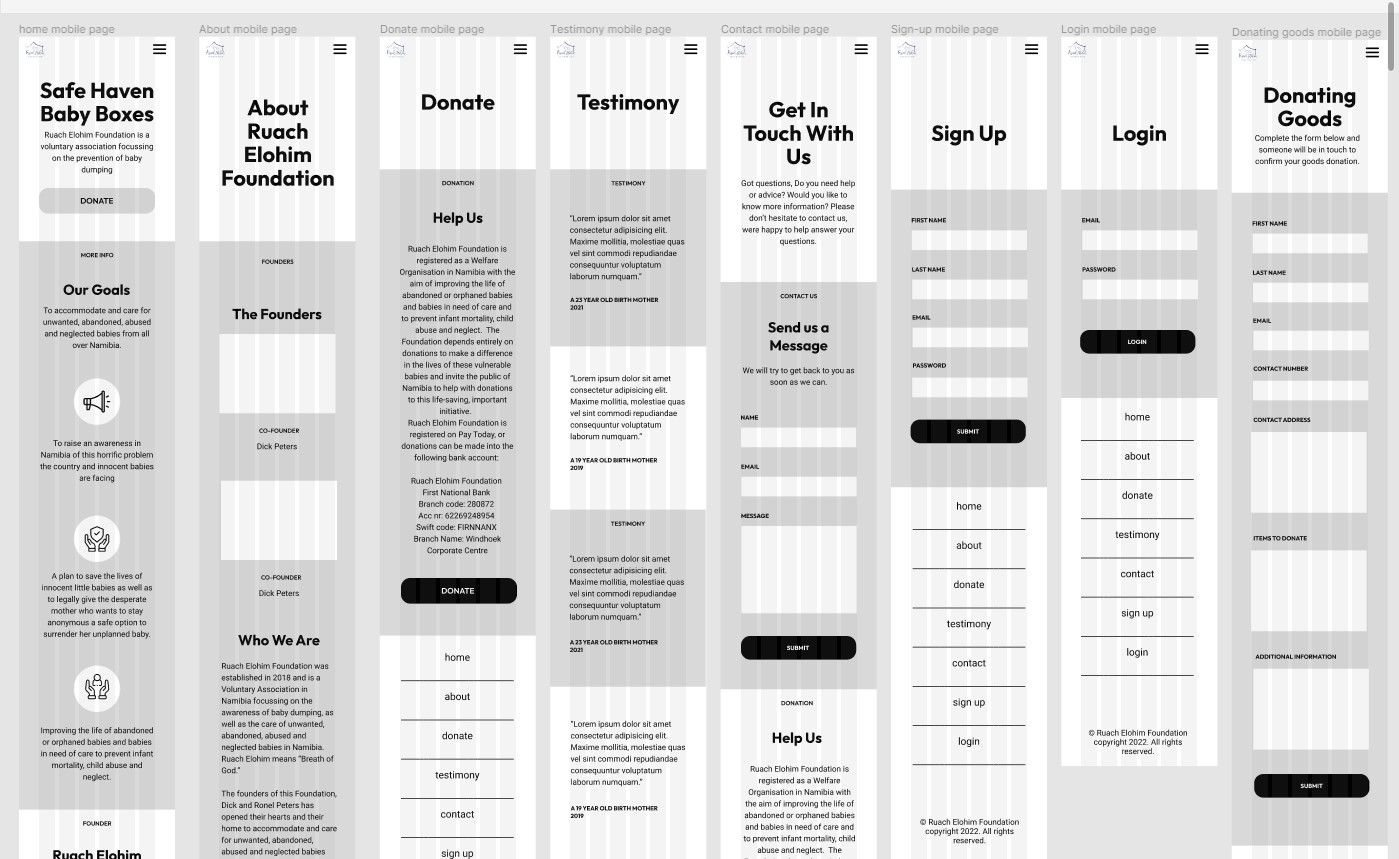 home mobile page
Safe Haven
Baby Boxes
Ruach Elohim Foundation is a
voluntary association focussing
on the prevention of baby
dumping
DONATE
MORE INFO
Our Goals
To accommodate and care for
unwanted, abandoned, abused
and neglected babies from all
over Namibia.
To raise an awareness in
Namibia of this horrific problem
the country and innocent babies
are facing
A plan to save the lives of
innocent little babies as well as
to legally give the desperate
mother who wants to stay
anonymous a safe option to
surrender her unplanned baby.
Improving the life of abandoned
or orphaned babies and babies
in need of care to prevent infant
mortality, child abuse and
neglect.
FOUNDER
Ruach Elohim
About mobile page
About
Ruach
Elohim
Foundation
FOUNDERS
The Founders
CO-FOUNDER
Dick Peters
CO-FOUNDER
Dick Peters
Who We Are
Ruach Elohim Foundation was
established in 2018 and is a
Voluntary Association in
Namibia focussing on the
awareness of baby dumping, as
well as the care of unwanted,
abandoned, abused and
neglected babies in Namibia.
Ruach Elohim means “Breath of
God.”
The founders of this Foundation,
Dick and Ronel Peters has
opened their hearts and their
home to accommodate and care
for unwanted, abandoned,
abused and neglected babies
Donate mobile page
Donate
DONATION
Help Us
Ruach Elohim Foundation is
registered as a Welfare
Organisation in Namibia with the
aim of improving the life of
abandoned or orphaned babies
and babies in need of care and
to prevent infant mortality, child
abuse and neglect. The
Foundation depends entirely on
donations to make a difference
in the lives of these vulnerable
babies and invite the public of
Namibia to help with donations
to this life-saving, important
initiative.
Ruach Elohim Foundation is
registered on Pay Today, or
donations can be made into the
following bank account:
Ruach Elohim Foundation
First National Bank
Branch code: 280872
Acc nr: 62269248954
Swift code: FIRNNANX
Branch Name: Windhoek
Corporate Centre
DONATE
home
about
donate
testimony
contact
sign up
Testimony mobile page
Testimony
TESTIMONY
“Lorem ipsum dolor sit amet
consectetur adipisicing elit.
Maxime mollitia, molestiae quas
vel sint commodi repudiandae
consequuntur voluptatum
laborum numquam.”
A 23 YEAR OLD BIRTH MOTHER
2021
“Lorem ipsum dolor sit amet
consectetur adipisicing elit.
Maxime mollitia, molestiae quas
vel sint commodi repudiandae
consequuntur voluptatum
laborum numquam.”
A 19 YEAR OLD BIRTH MOTHER
2019
TESTIMONY
“Lorem ipsum dolor sit amet
consectetur adipisicing elit.
Maxime mollitia, molestiae quas
vel sint commodi repudiandae
consequuntur voluptatum
laborum numquam.”
A 23 YEAR OLD BIRTH MOTHER
2021
“Lorem ipsum dolor sit amet
consectetur adipisicing elit.
Maxime mollitia, molestiae quas
vel sint commodi repudiandae
consequuntur voluptatum
laborum numquam.”
A 19 YEAR OLD BIRTH MOTHER
2019
Contact mobile page
Get In
Touch With
Us
Got questions, Do you need help
or advice? Would you like to
know more information? Please
don’t hesitate to contact us,
were happy to help answer your
questions.
CONTACT US
Send us a
Message
We will try to get back to you as
soon as we can.
NAME
EMAIL
MESSAGE
SUBMIT
DONATION
Help Us
Ruach Elohim Foundation is
registered as a Welfare
Organisation in Namibia with
the aim of improving the life of
abandoned or orphaned babies
and babies in need of care and
to prevent infant mortality, child
abuse and neglect. The
Sign-up mobile page
Sign Up
FIRST NAME
LAST NAME
EMAIL
PASSWORD
SUBMIT
home
about
donate
testimony
contact
sign up
login
© Ruach Elohim Foundation
copyright 2022. All rights
reserved.
Login mobile page
Login
EMAIL
PASSWORD
LOGIN
home
about
donate
testimony
contact
sign up
login
© Ruach Elohim Foundation
copyright 2022. All rights
reserved.
Donating goods mobile page
Donating
Goods
Complete the form below and
someone will be in touch to
confirm your goods donation.
FIRST NAME
LAST NAME
EMAIL
CONTACT NUMBER
CONTACT ADDRESS
ITEMS TO DONATE
ADDITIONAL INFORMATION
SUBMIT